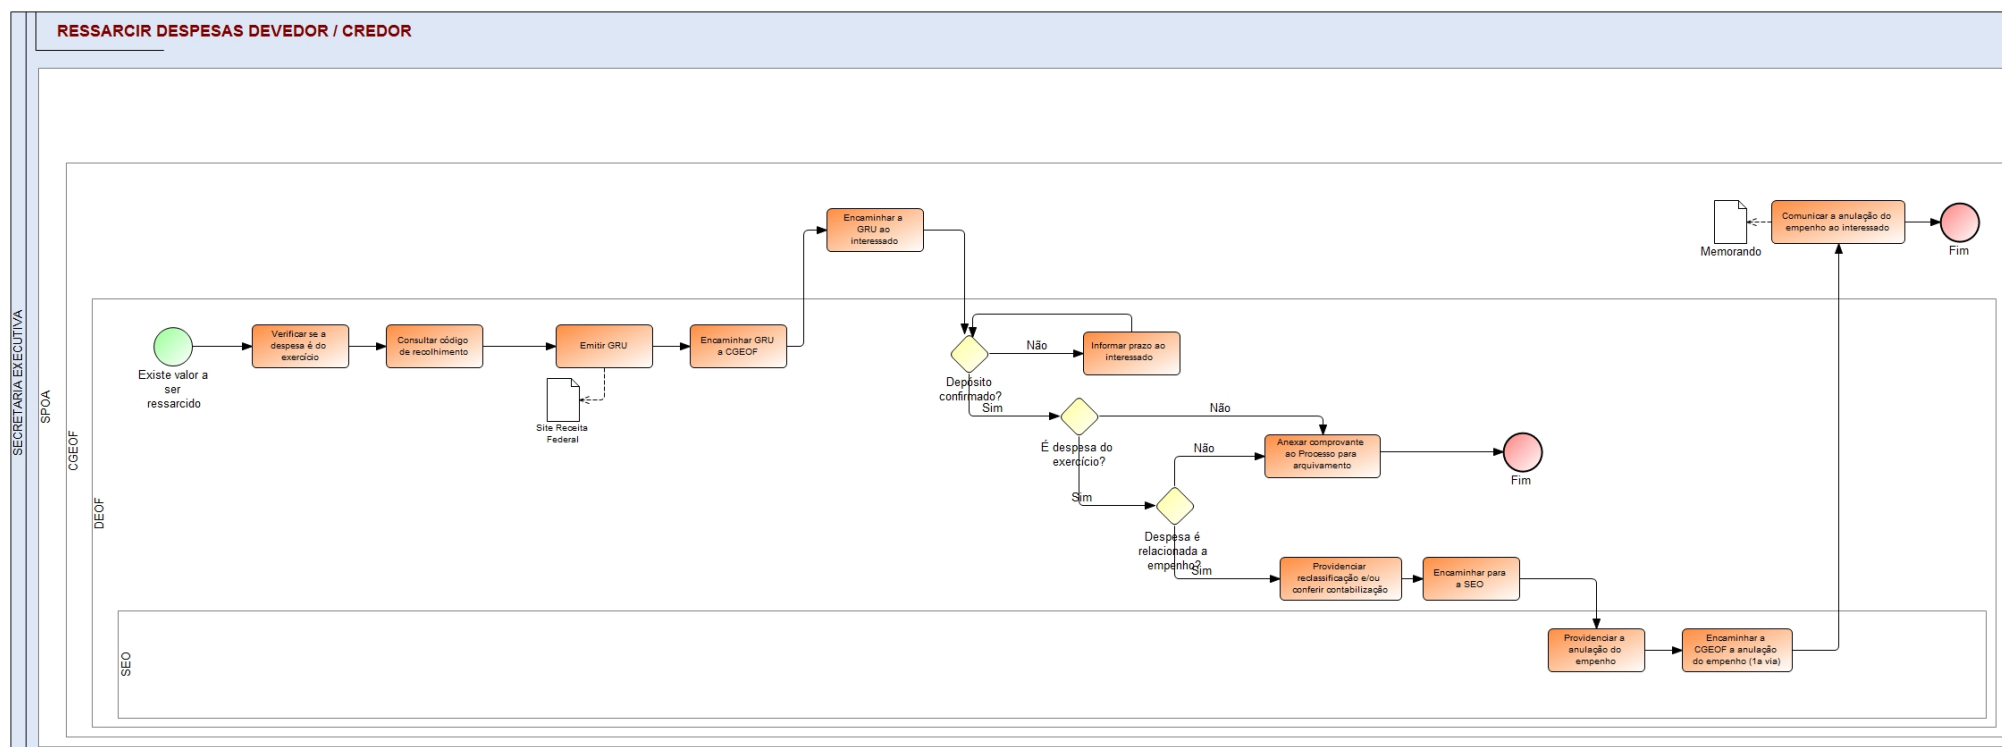 RESSARCIR DESPESAS DEVEDOR / CREDOR
SECRETARIA EXECUTIVA
SPOA
CGEOF
DEOF
SEO
Existe valor a
ser
ressarcido
Verificar se a
despesa é do
exercício
Consultar código
de recolhimento
Emitir GRU
Site Receita
Federal
Encaminhar GRU
a CGEOF
Encaminhar a
GRU ao
interessado
Depósito
confirmado?
Não
Informar prazo ao
interessado
Sim
É despesa do
exercício?
Não
Anexar comprovante
ao Processo para
arquivamento
Fim
Sim
Despesa é
relacionada a
empenho?
Não
Sim
Providenciar
reclassificação e/ou
conferir contabilização
Encaminhar para
a SEO
Providenciar a
anulação do
empenho
Encaminhar a
CGEOF a anulação
do empenho (1a via)
Comunicar a anulação do
empenho ao interessado
Memorando
Fim